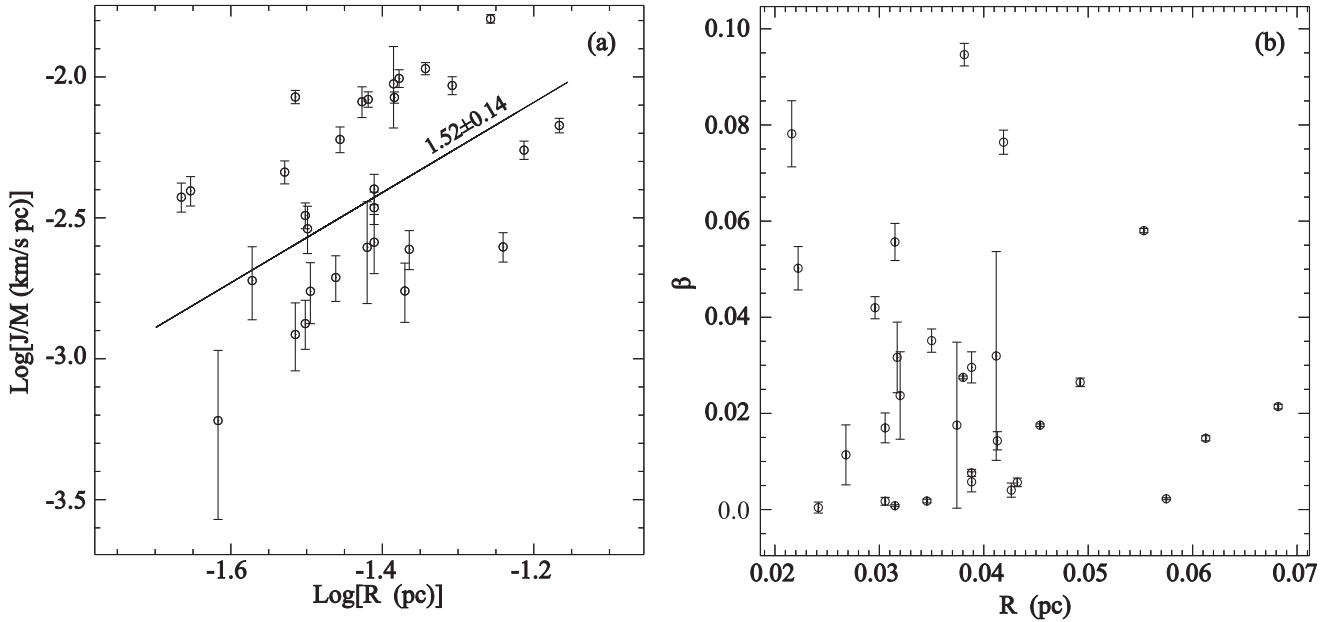 (a)
-2.0
-2.5
-3.0
-3.5
Log[J/M (km/s pc)]
1.52±0.14
-1.6 -1.4 -1.2
Log[R (pc)]
(b)
0.10
0.08
0.06
0.04
0.02
0.0
β
0.02 0.03 0.04 0.05 0.06 0.07
R (pc)